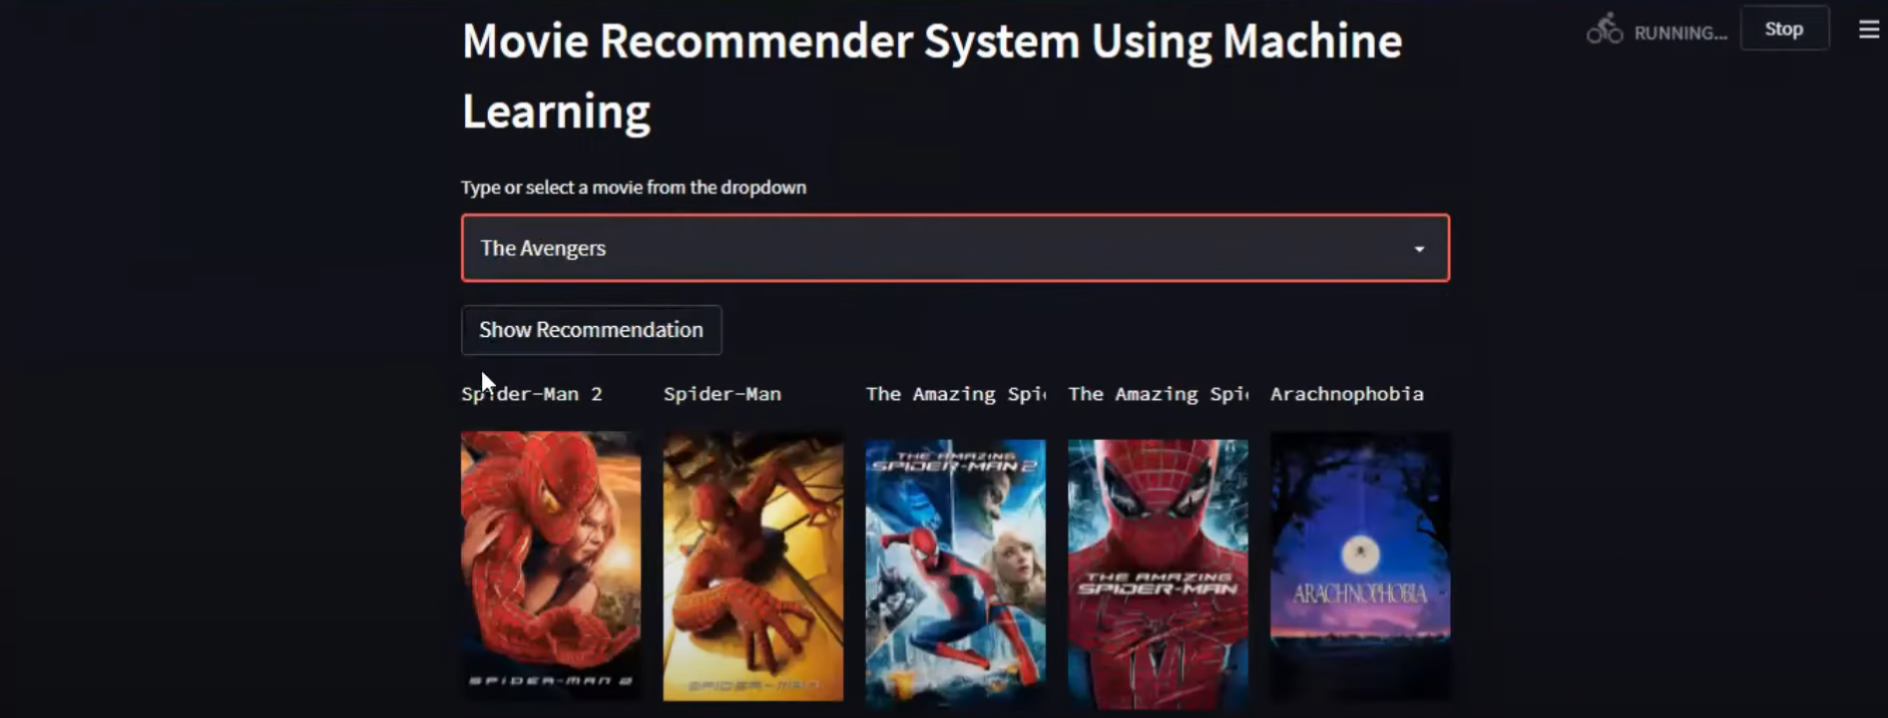 Movie Recommender System Using Machine
Learning
RUNNING...
Stop
Type or select a movie from the dropdown
The Avengers
Show Recommendation
Spider-Man 2
Spider-Man
The Amazing Spi
The Amazing Spi
Arachnophobia
SPIDER-MAN 2
SPIDER-MAN
THE AMAZING
SPIDER-MAN 2
THE AMAZING
SPIDER-MAN
ARACHNOPHOBIA